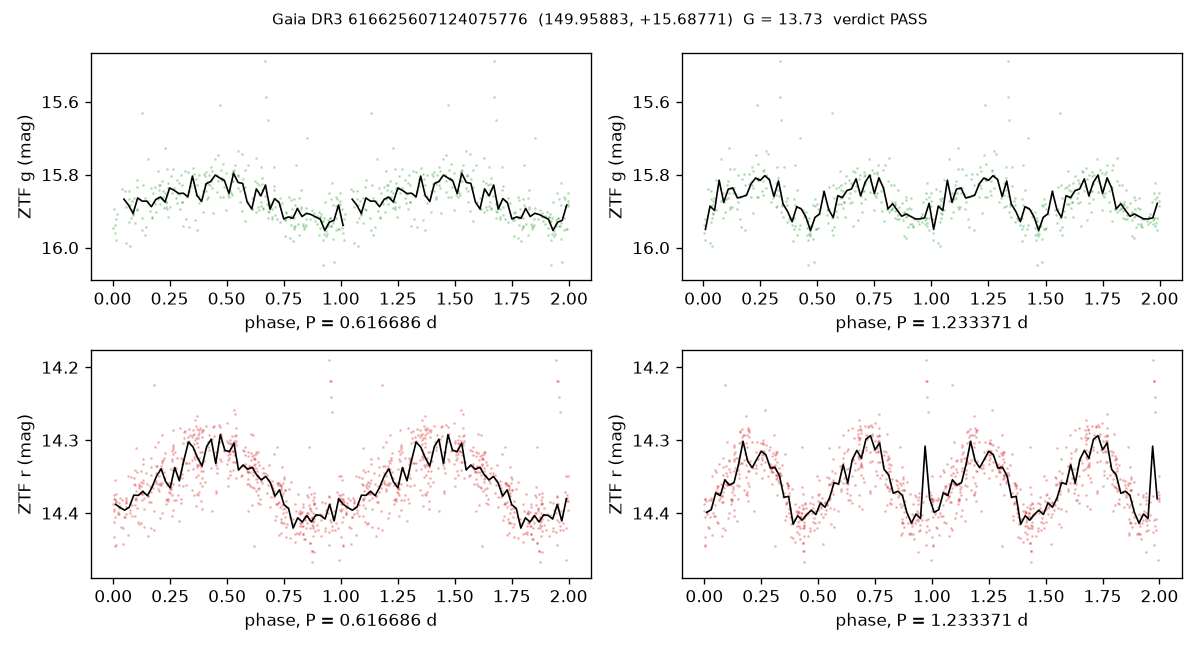 Gaia DR3 616625607124075776 (149.95883, +15.68771) G = 13.73 verdict PASS
ZTF g (mag)
15.6
15.8
16.0
0.00 0.25 0.50 0.75 1.00 1.25 1.50 1.75 2.00
phase, P = 0.616686 d
ZTF g (mag)
15.6
15.8
16.0
0.00 0.25 0.50 0.75 1.00 1.25 1.50 1.75 2.00
phase, P = 1.233371 d
ZTF r (mag)
14.2
14.3
14.4
0.00 0.25 0.50 0.75 1.00 1.25 1.50 1.75 2.00
phase, P = 0.616686 d
ZTF r (mag)
14.2
14.3
14.4
0.00 0.25 0.50 0.75 1.00 1.25 1.50 1.75 2.00
phase, P = 1.233371 d